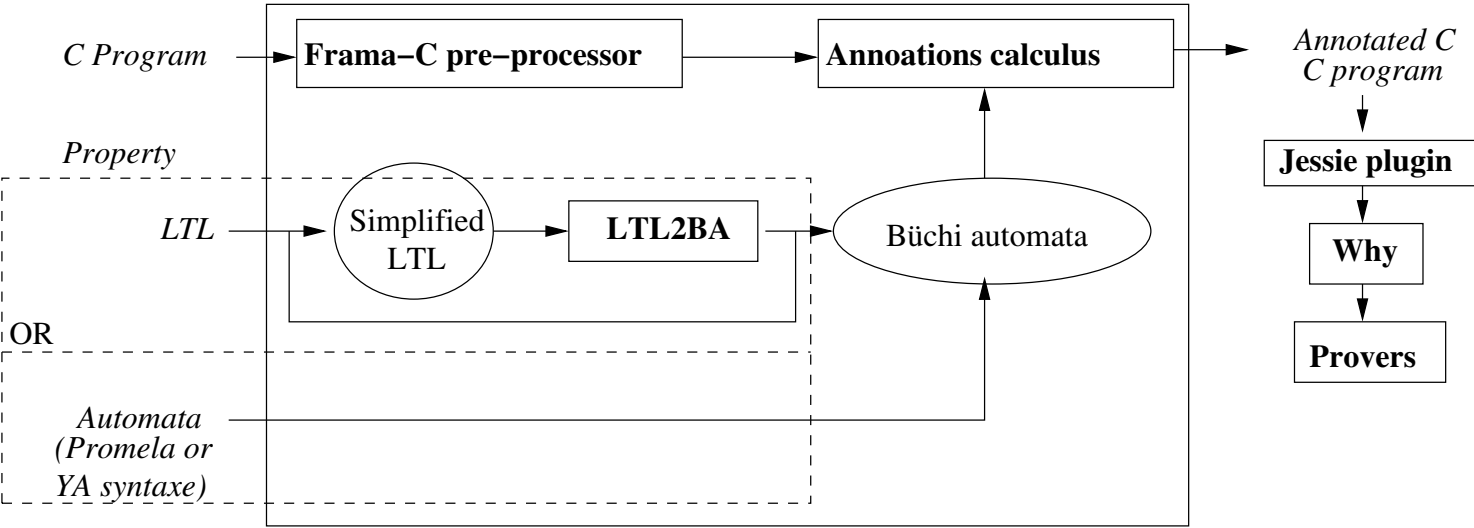 C Program
Frama−C pre−processor
Annoations calculus
Annotated C
C program
Property
Jessie plugin
LTL
Simplified
LTL
LTL2BA
Büchi automata
Why
OR
Provers
Automata
(Promela or
YA syntaxe)